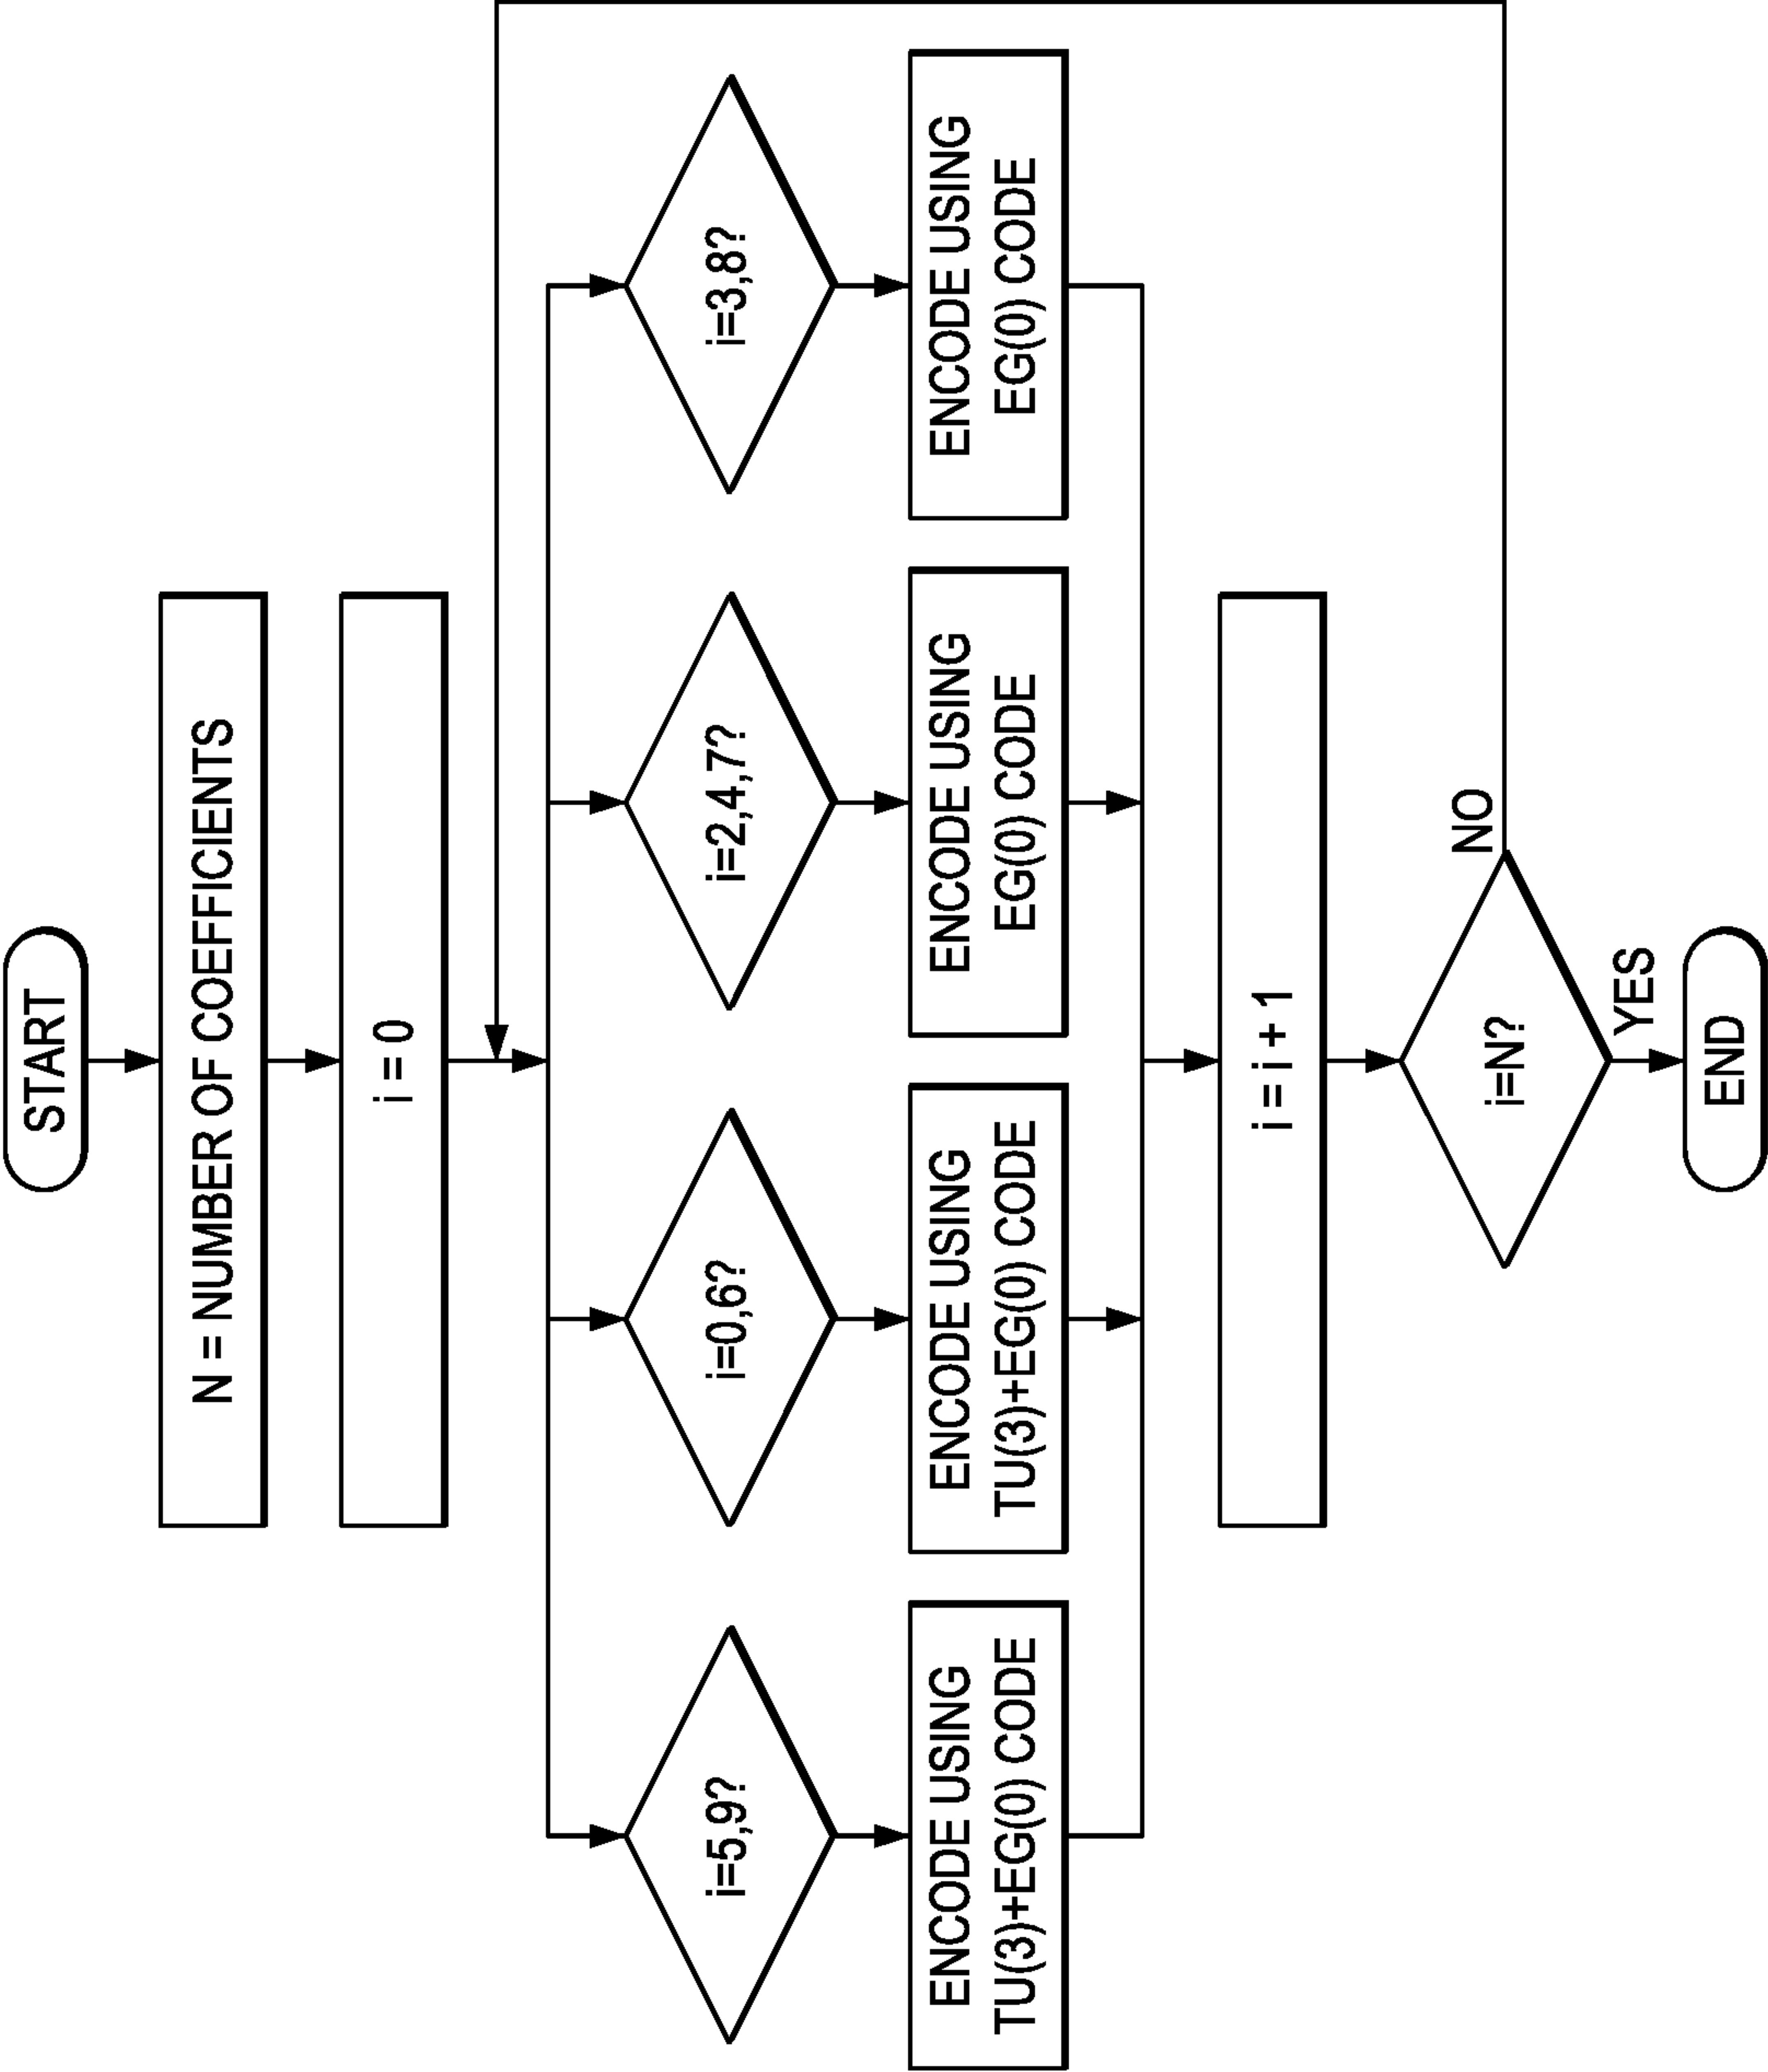 START
N = NUMBER OF COEFFICIENTS
i = 0
i=5,9?
i=0,6?
i=2,4,7?
i=3,8?
ENCODE USING
TU(3)+EG(0) CODE
ENCODE USING
TU(3)+EG(0) CODE
ENCODE USING
EG(0) CODE
ENCODE USING
EG(0) CODE
i = i + 1
i=N?
NO
YES
END